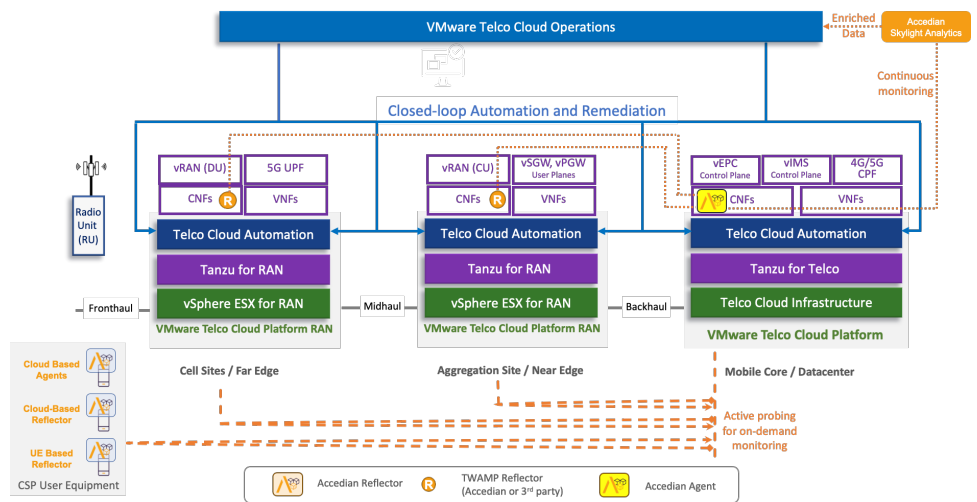 VMware Telco Cloud Operations
Enriched
Data
Accedian
Skylight Analytics
Continuous
monitoring
Closed-loop Automation and Remediation
vRAN (DU)
5G UPF
CNFs
R
VNFs
Telco Cloud Automation
Tanzu for RAN
vSphere ESX for RAN
VMware Telco Cloud Platform RAN
vRAN (CU)
vSGW, vPGW
User Planes
CNFs
R
VNFs
Telco Cloud Automation
Tanzu for RAN
vSphere ESX for RAN
VMware Telco Cloud Platform RAN
vEPC
Control Plane
vIMS
Control Plane
4G/5G
CPF
CNFs
VNFs
Telco Cloud Automation
Tanzu for Telco
Telco Cloud Infrastructure
VMware Telco Cloud Platform
Radio
Unit
(RU)
Fronthaul
Midhaul
Backhaul
Cell Sites / Far Edge
Aggregation Site / Near Edge
Mobile Core / Datacenter
Cloud Based
Agents
Cloud-Based
Reflector
UE Based
Reflector
CSP User Equipment
Active probing
for on-demand
monitoring
Accedian Reflector
R
TWAMP Reflector
(Accedian or 3rd party)
Accedian Agent